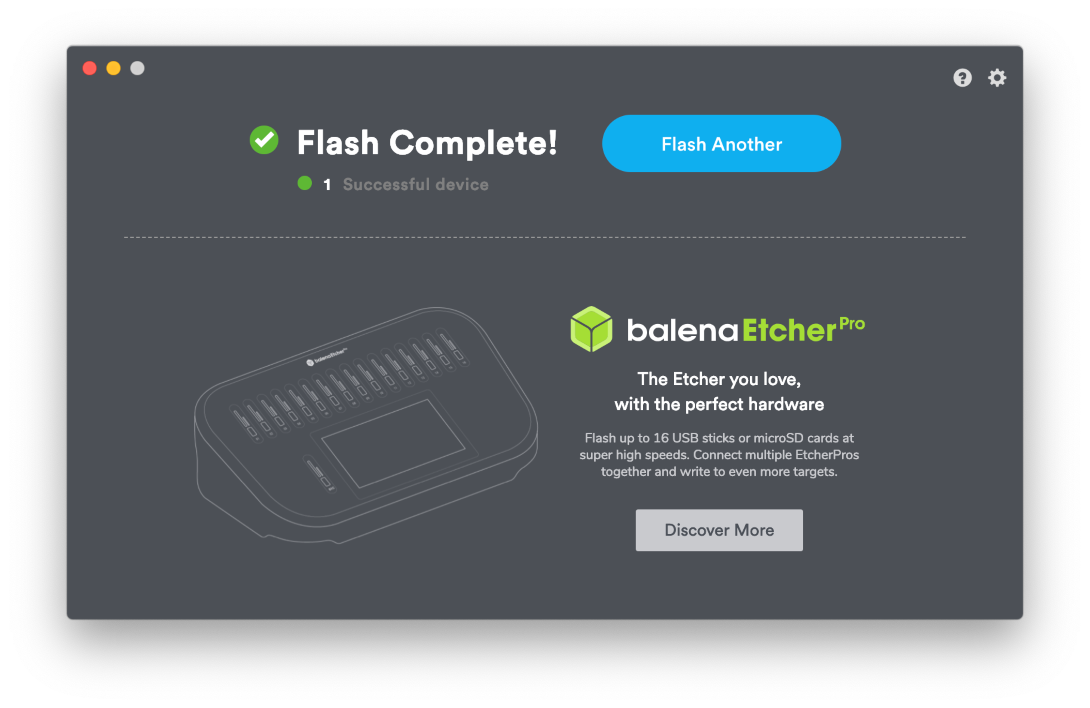 Flash Complete!
Flash Another
1 Successful device
balenaEtcher Pro
balenaEtcher
The Etcher you love,
with the perfect hardware
Flash up to 16 USB sticks or microSD cards at
super high speeds. Connect multiple EtcherPros
together and write to even more targets.
Discover More